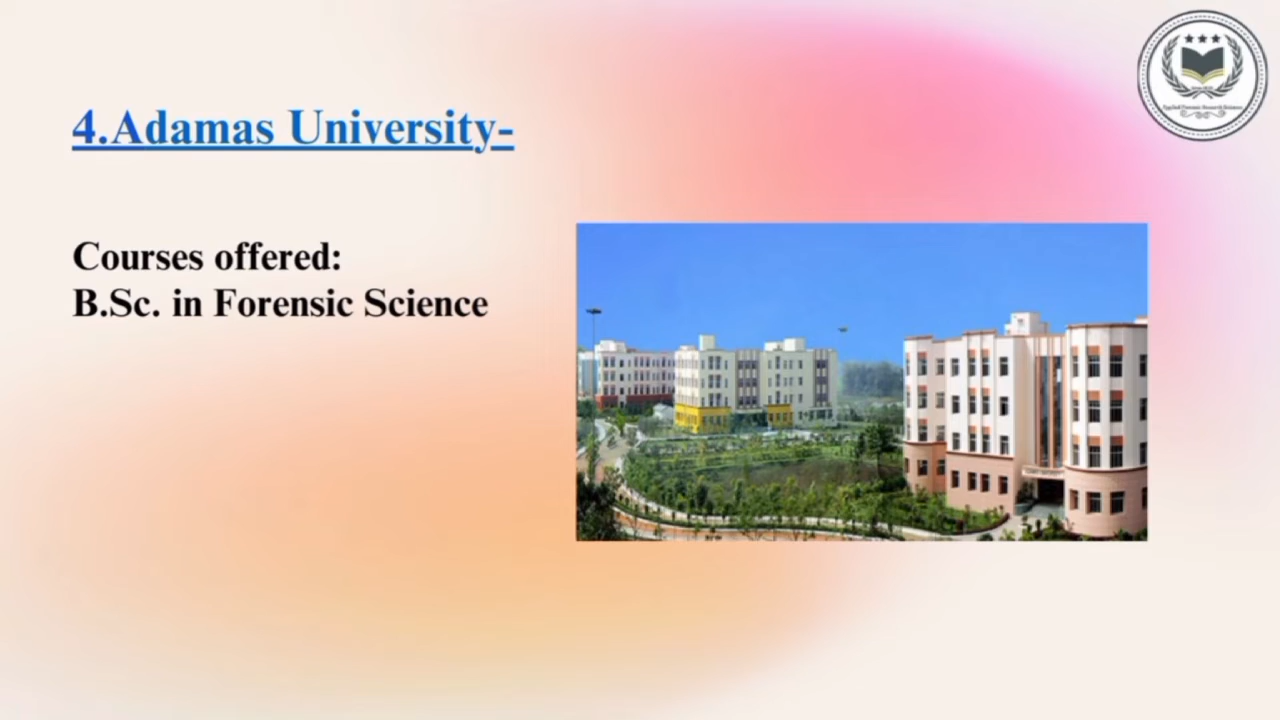 4.Adamas University-
Courses offered:
B.Sc. in Forensic Science